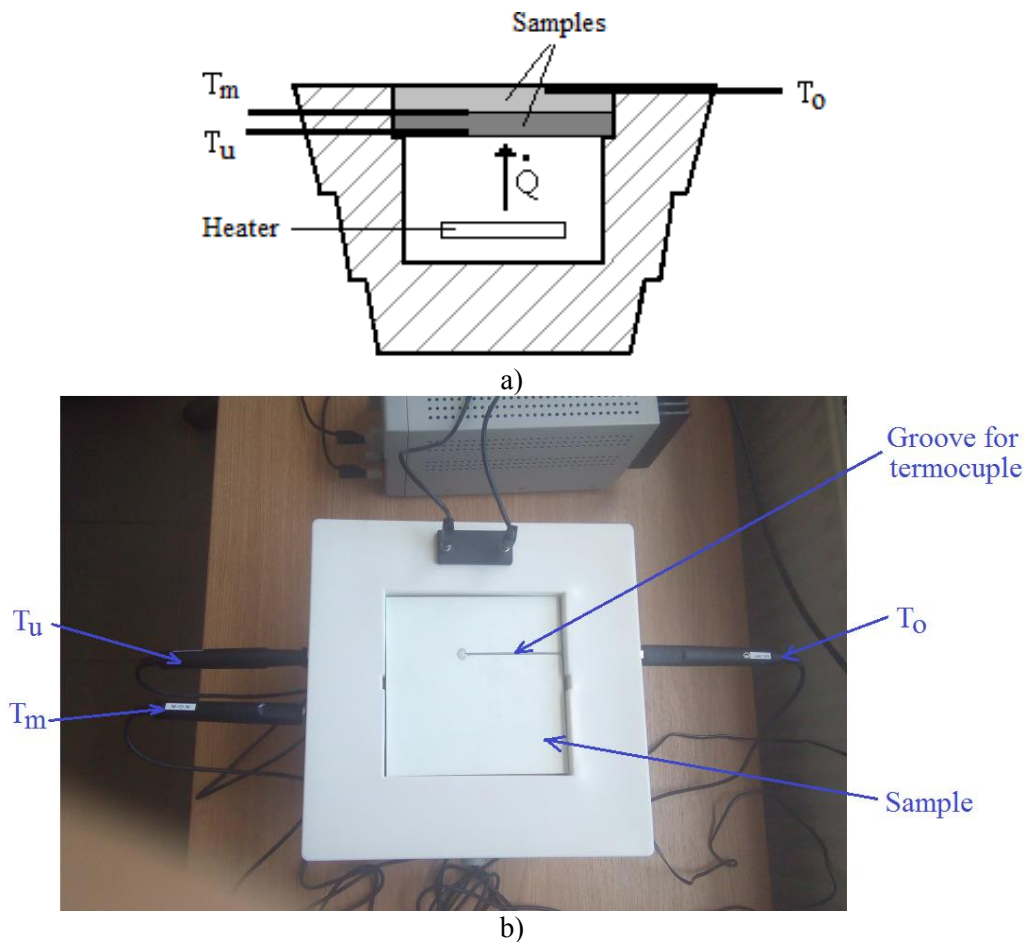 Samples
Tm
To
Tu
Q̇
Heater
a)
Groove for
termocuple
Tu
To
Tm
Sample
b)